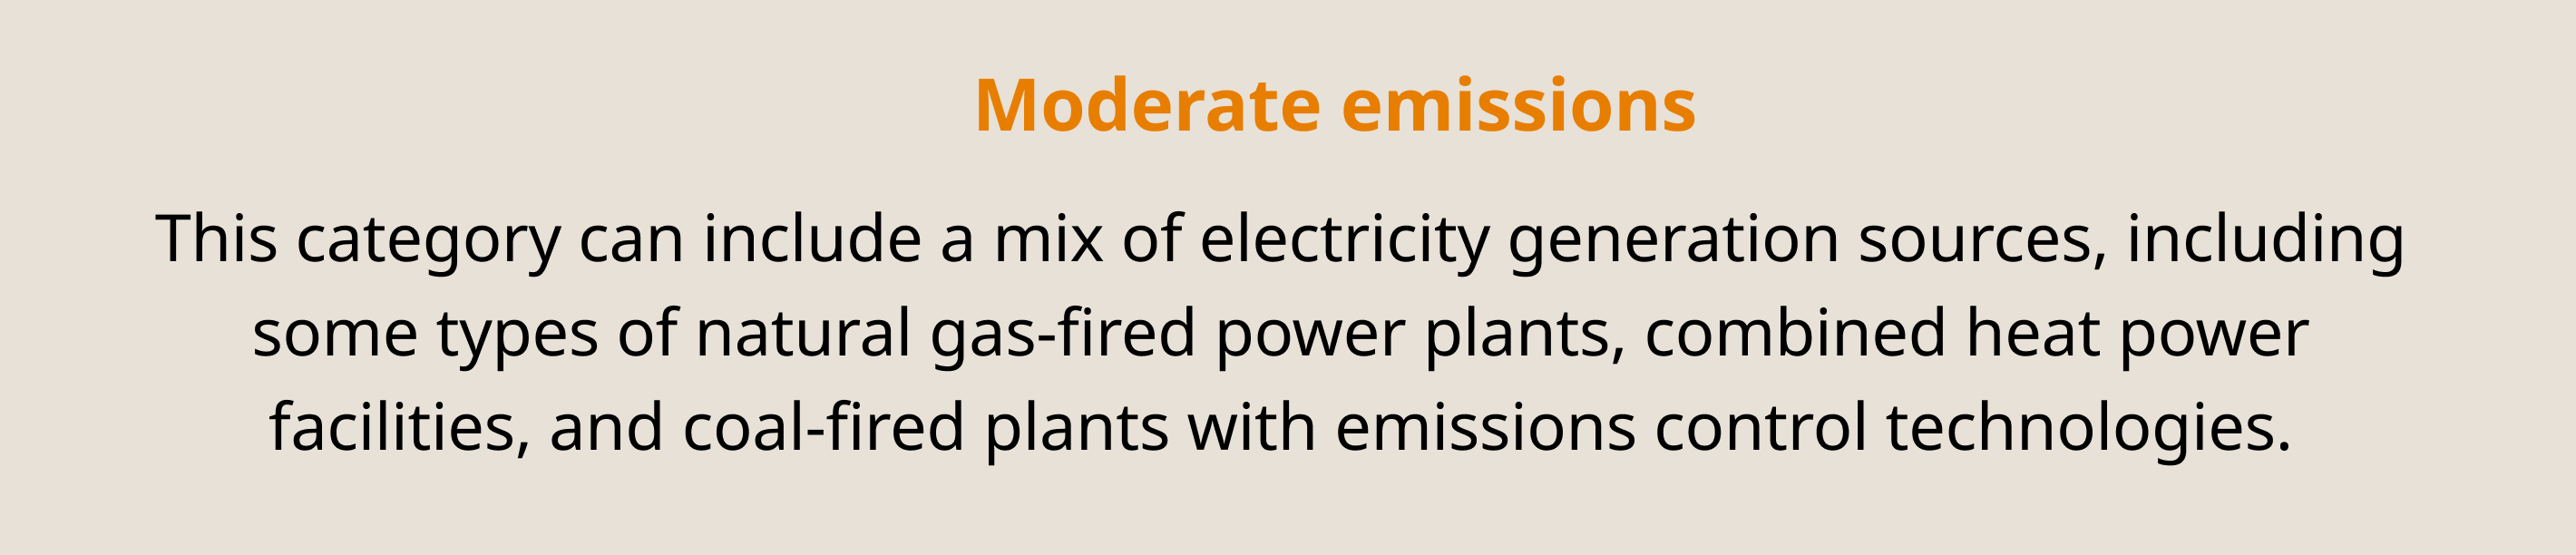 Moderate emissions
This category can include a mix of electricity generation sources, including
some types of natural gas-fired power plants, combined heat power
facilities, and coal-fired plants with emissions control technologies.